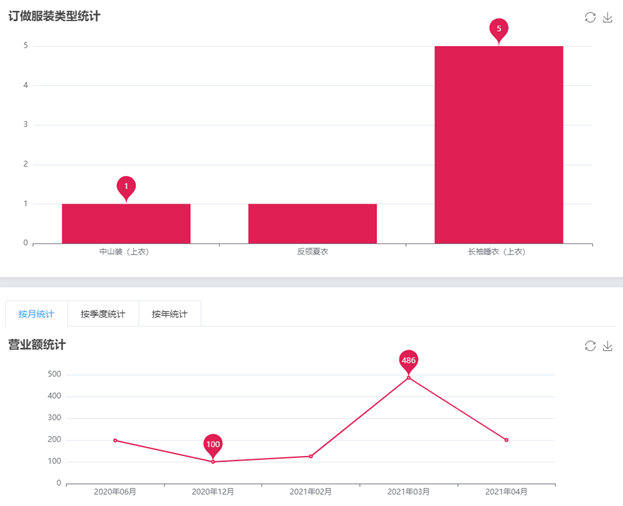 订做服装类型统计
5
5
4
3
2
1
1
0
中山装（上衣）
反领夏衣
长袖睡衣（上衣）
按月统计
按季度统计
按年统计
营业额统计
486
500
400
300
200
100
100
0
2020年06月
2020年12月
2021年02月
2021年03月
2021年04月